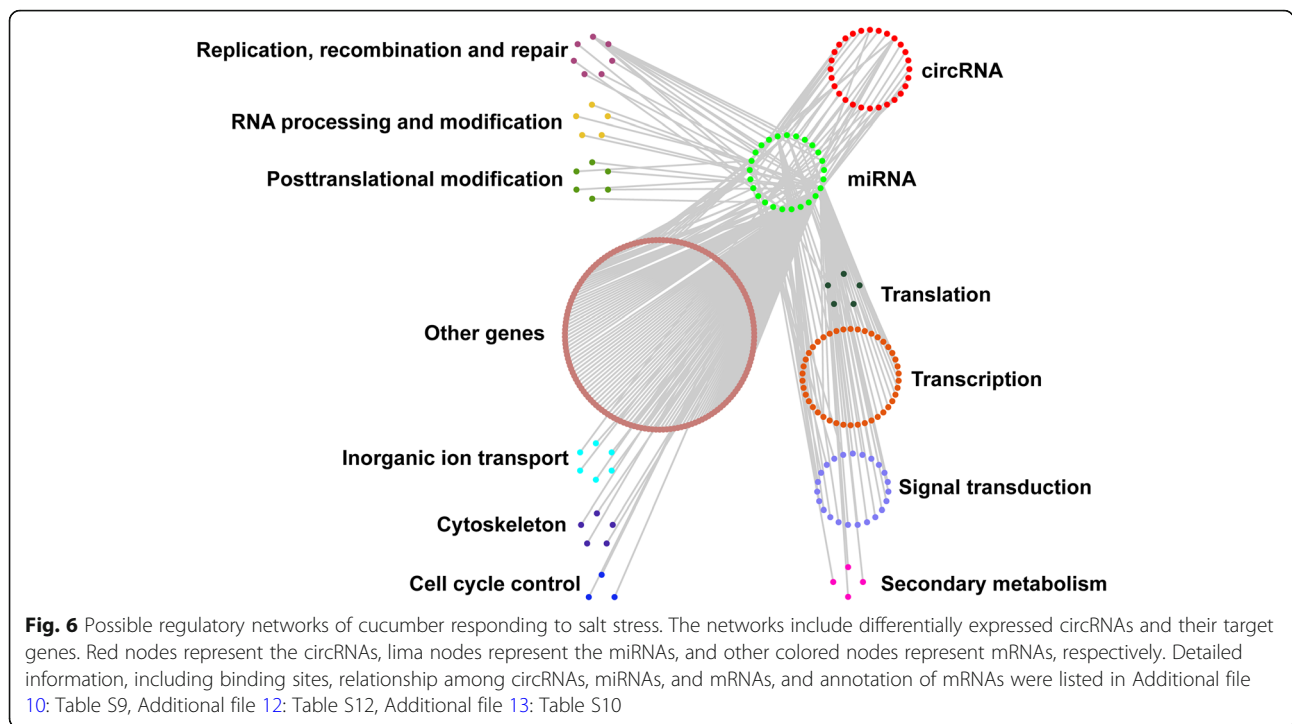 Replication, recombination and repair
circRNA
RNA processing and modification
Posttranslational modification
miRNA
Translation
Other genes
Transcription
Inorganic ion transport
Signal transduction
Cytoskeleton
Cell cycle control
Secondary metabolism
Fig. 6 Possible regulatory networks of cucumber responding to salt stress. The networks include differentially expressed circRNAs and their target
genes. Red nodes represent the circRNAs, lima nodes represent the miRNAs, and other colored nodes represent mRNAs, respectively. Detailed
information, including binding sites, relationship among circRNAs, miRNAs, and mRNAs, and annotation of mRNAs were listed in Additional file
10: Table S9, Additional file 12: Table S12, Additional file 13: Table S10